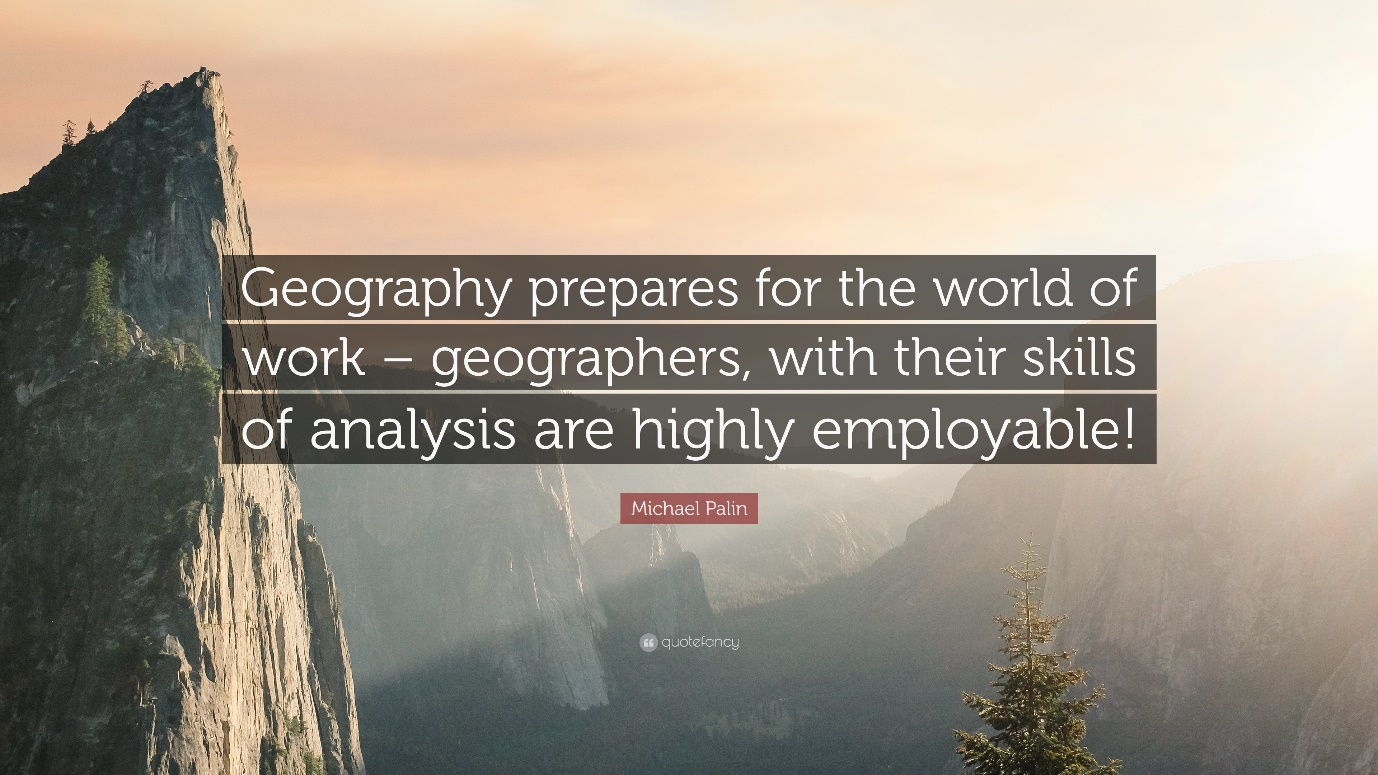 Geography prepares for the world of
work – geographers, with their skills
of analysis are highly employable!
Michael Palin
quotefancy